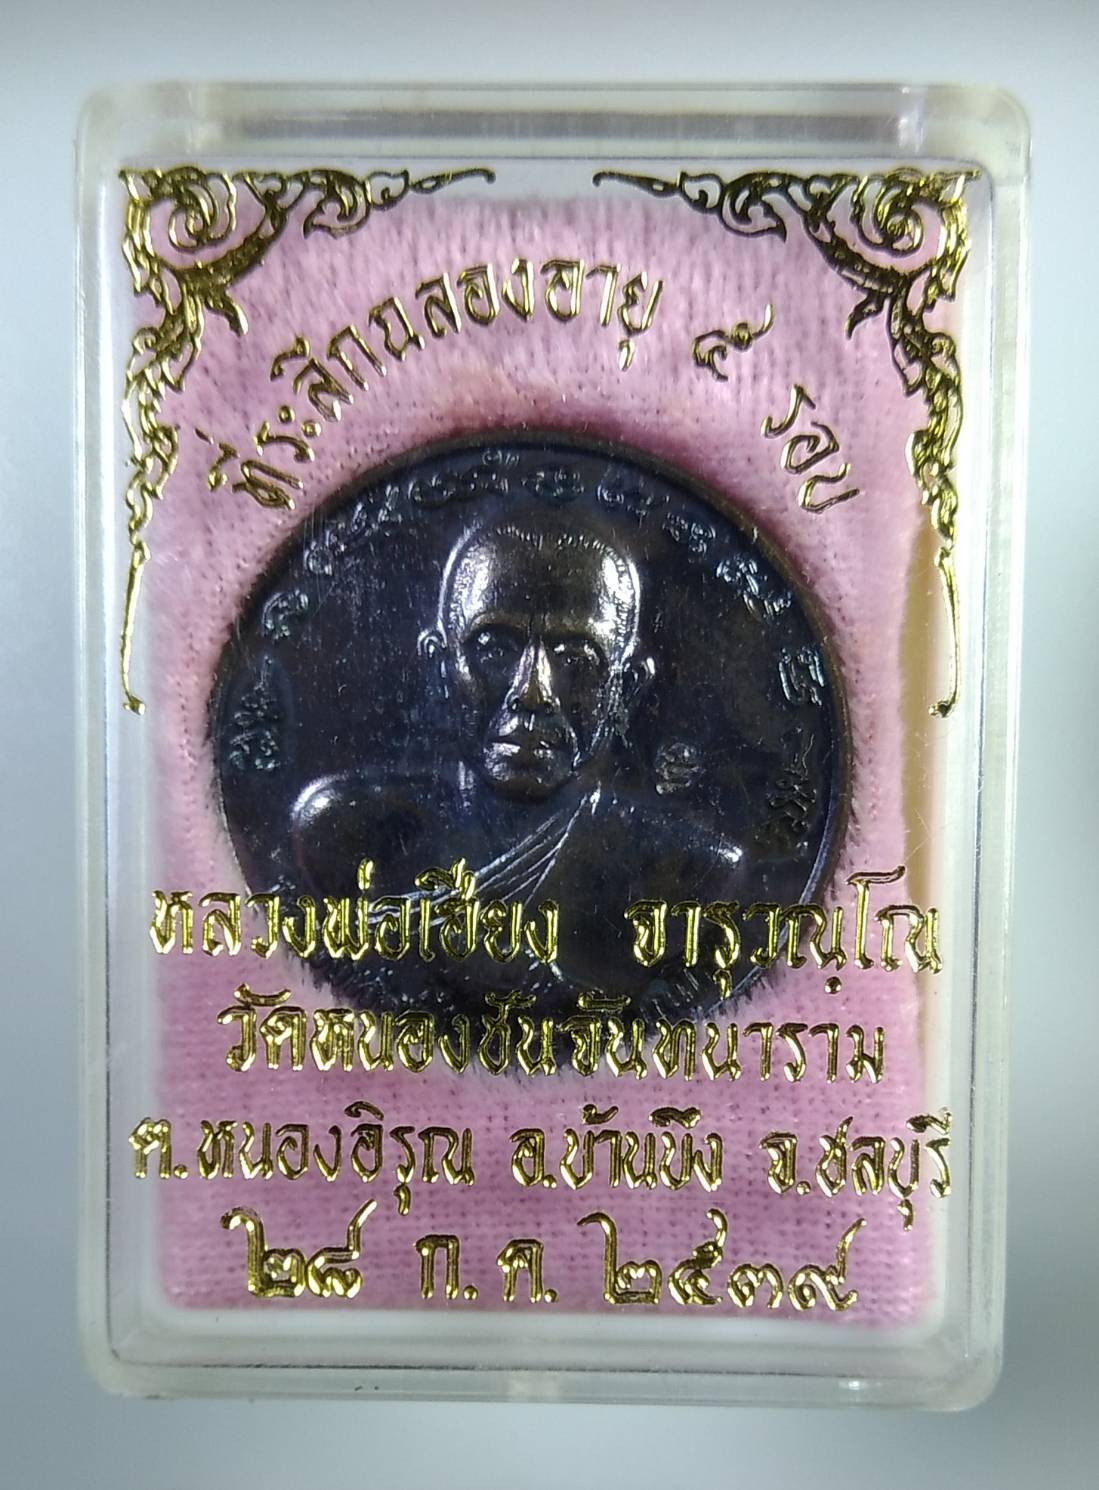 ที่ระลึกฉลองอายุ ๕ รอบ
หลวงพ่อเฮียง จารุวณฺโณ
วัดหนองชันจันทนาราม
ต.หนองอิรุณ อ.บ้านบึง จ.ชลบุรี
๒๘ ก.ค. ๒๕๓๙